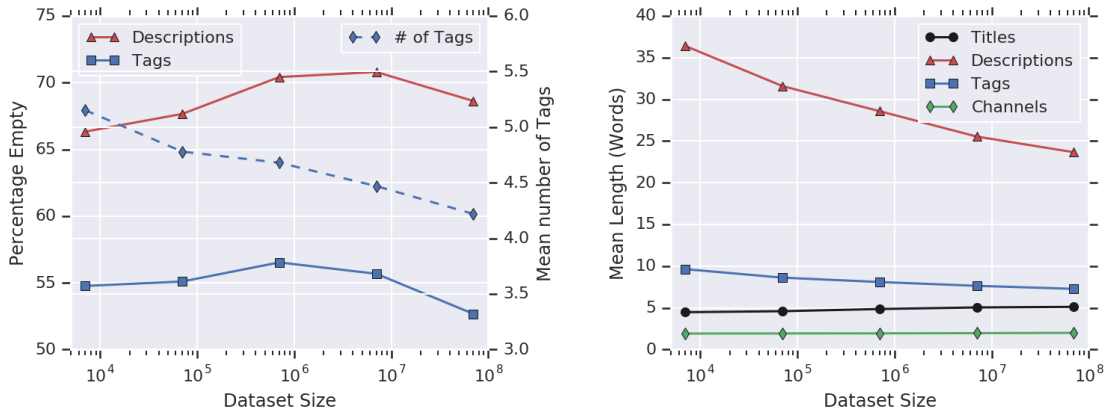 75
70
65
60
55
50
Percentage Empty
Descriptions
Tags
# of Tags
6.0
5.5
5.0
4.5
4.0
3.5
3.0
Mean number of Tags
10^4
10^5
10^6
10^7
10^8
Dataset Size
40
35
30
25
20
15
10
5
0
Mean Length (Words)
Titles
Descriptions
Tags
Channels
10^4
10^5
10^6
10^7
10^8
Dataset Size